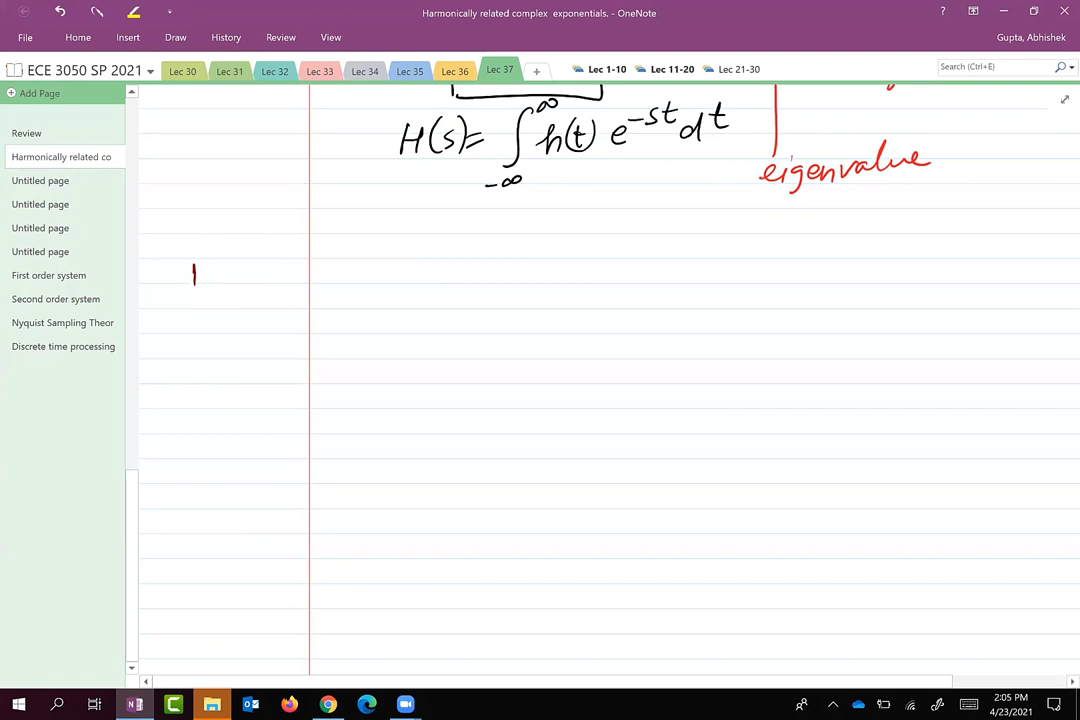 Harmonically related complex exponentials. - OneNote
File Home Insert Draw History Review View Gupta, Abhishek
ECE 3050 SP 2021 Lec 30 Lec 31 Lec 32 Lec 33 Lec 34 Lec 35 Lec 36 Lec 37 Lec 1-10 Lec 11-20 Lec 21-30 Search (Ctrl+E)
Add Page
Review
Harmonically related co
Untitled page
Untitled page
Untitled page
Untitled page
First order system
Second order system
Nyquist Sampling Theor
Discrete time processing
H(s)= ∫_{-∞}^{∞} h(t) e^{-st} dt
eigenvalue
2:05 PM
4/23/2021